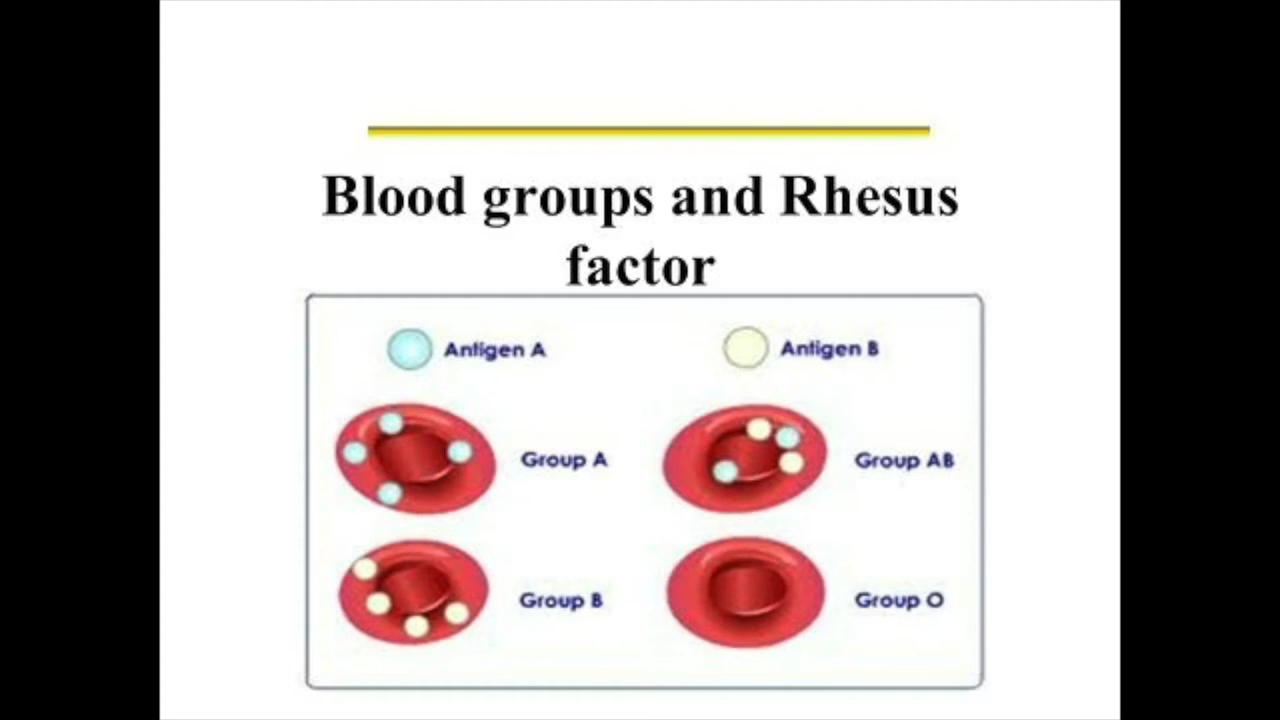 Blood groups and Rhesus
factor
Antigen A
Antigen B
Group A
Group AB
Group B
Group O